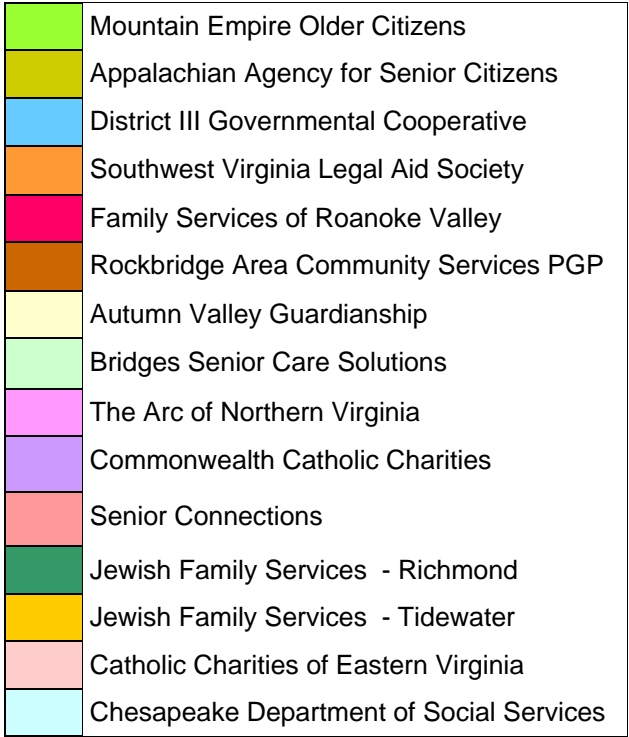 Mountain Empire Older Citizens
Appalachian Agency for Senior Citizens
District III Governmental Cooperative
Southwest Virginia Legal Aid Society
Family Services of Roanoke Valley
Rockbridge Area Community Services PGP
Autumn Valley Guardianship
Bridges Senior Care Solutions
The Arc of Northern Virginia
Commonwealth Catholic Charities
Senior Connections
Jewish Family Services - Richmond
Jewish Family Services - Tidewater
Catholic Charities of Eastern Virginia
Chesapeake Department of Social Services